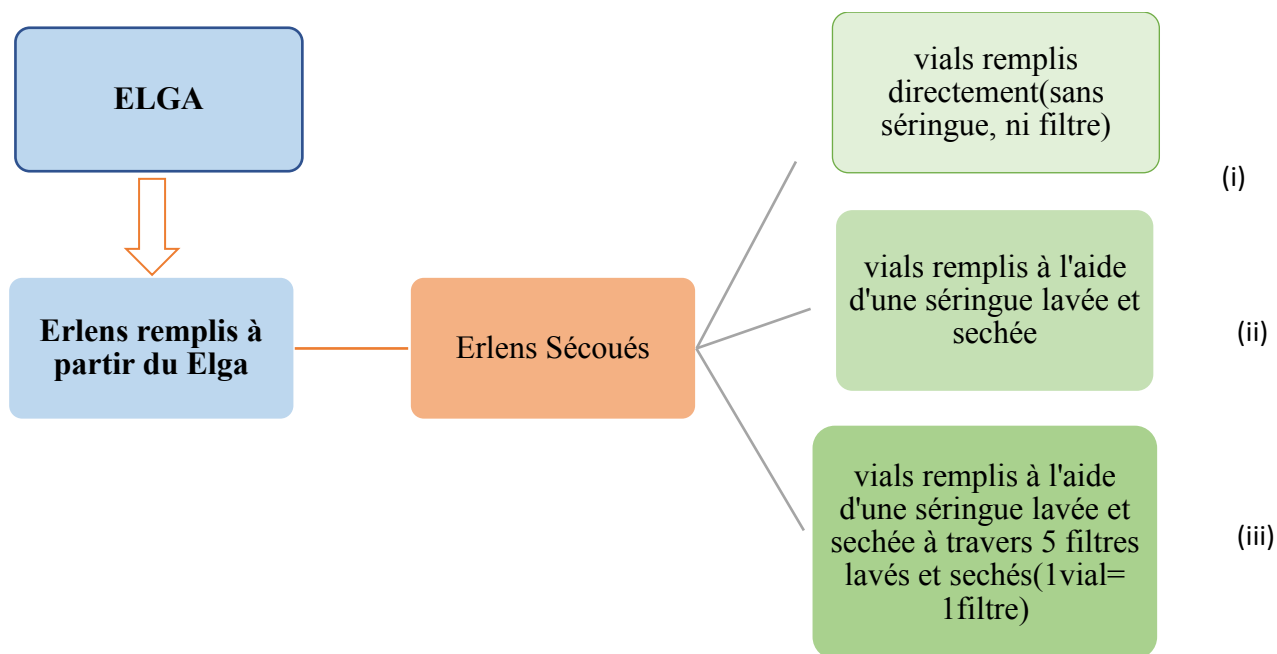 ELGA
Erlens remplis à
partir du Elga
Erlens Sécoués
vials remplis
directement(sans
séringue, ni filtre)
(i)
vials remplis à l'aide
d'une séringue lavée et
sechée
(ii)
vials remplis à l'aide
d'une séringue lavée et
sechée à travers 5 filtres
lavés et sechés(1vial=
1filtre)
(iii)